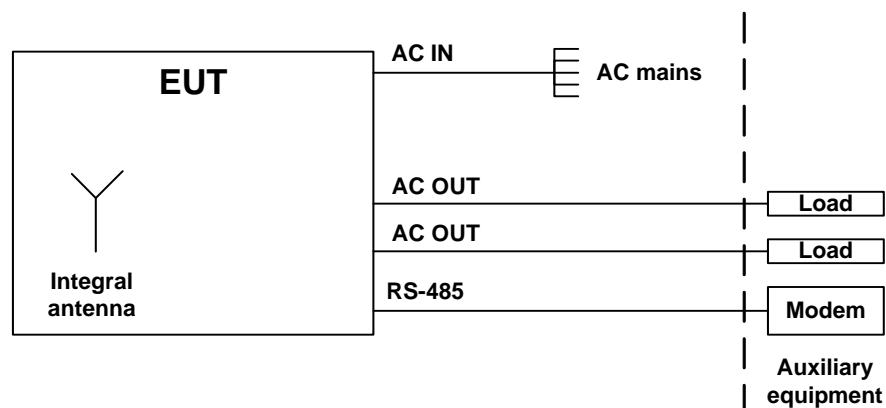 EUT
AC IN
AC mains
AC OUT
Load
AC OUT
Load
Integral
antenna
RS-485
Modem
Auxiliary
equipment